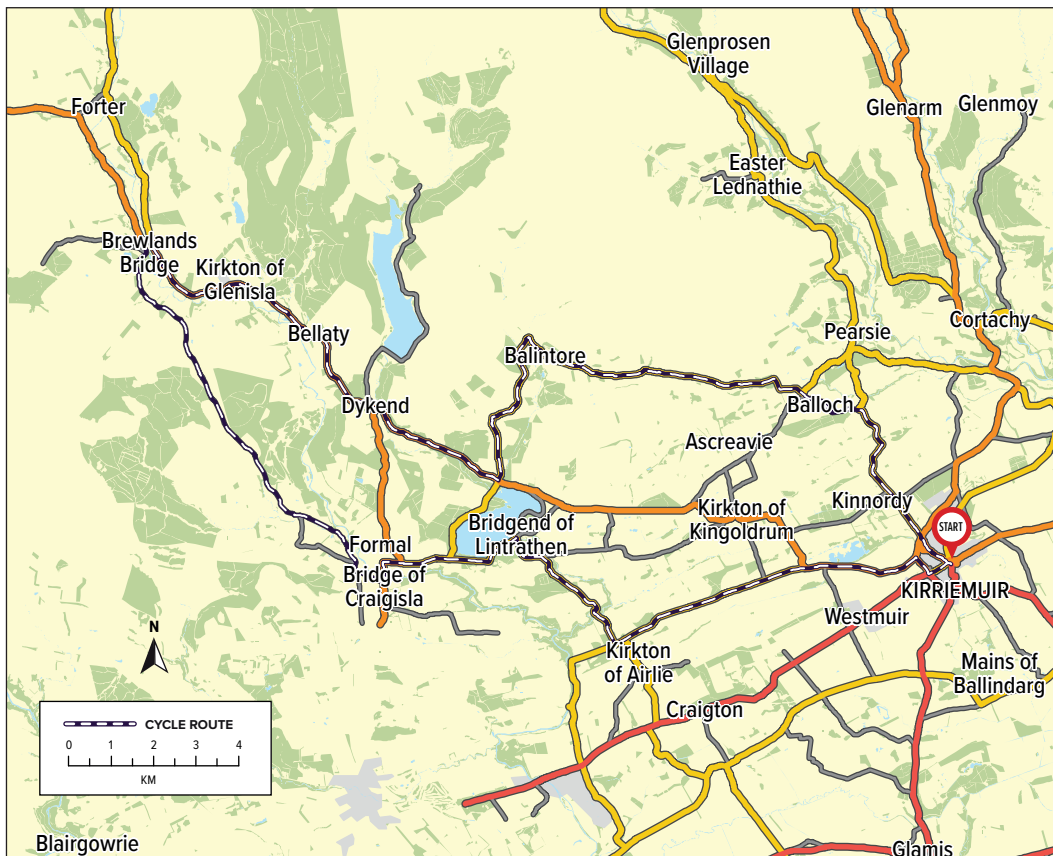 Glenprosen
Village
Forter
Glenarm
Glenmoy
Easter
Lednathie
Brewlands
Bridge
Kirkton of
Glenisla
Bellaty
Pearsie
Cortachy
Balintore
Dykend
Balloch
Ascreavie
Kinnordy
Kirkton of
Kingoldrum
START
Bridgend of
Lintrathen
Formal
Bridge of
Craigisla
KIRRIEMUIR
Westmuir
N
Kirkton
of Airlie
Mains of
Ballindarg
Craigton
CYCLE ROUTE
0 1 2 3 4
KM
Blairgowrie
Glamis